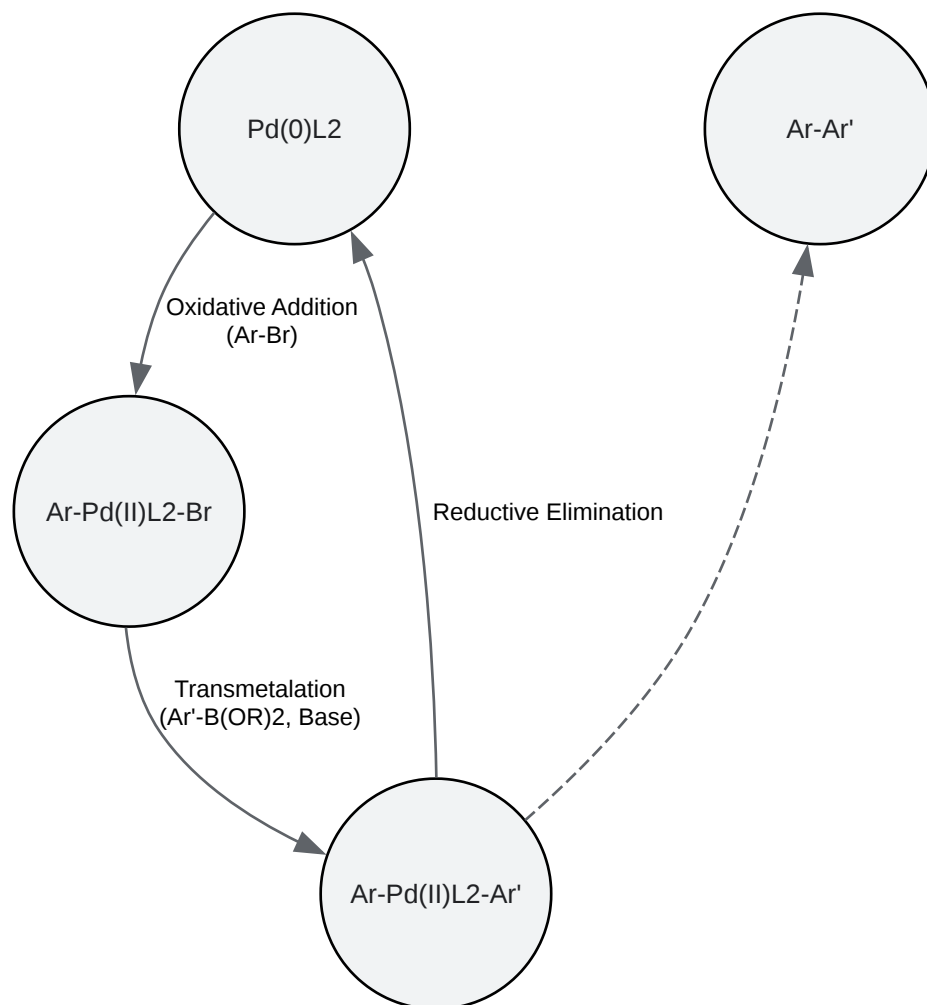 Pd(0)L2
Ar-Ar'
Oxidative Addition
(Ar-Br)
Ar-Pd(II)L2-Br
Reductive Elimination
Transmetalation
(Ar'-B(OR)2, Base)
Ar-Pd(II)L2-Ar'